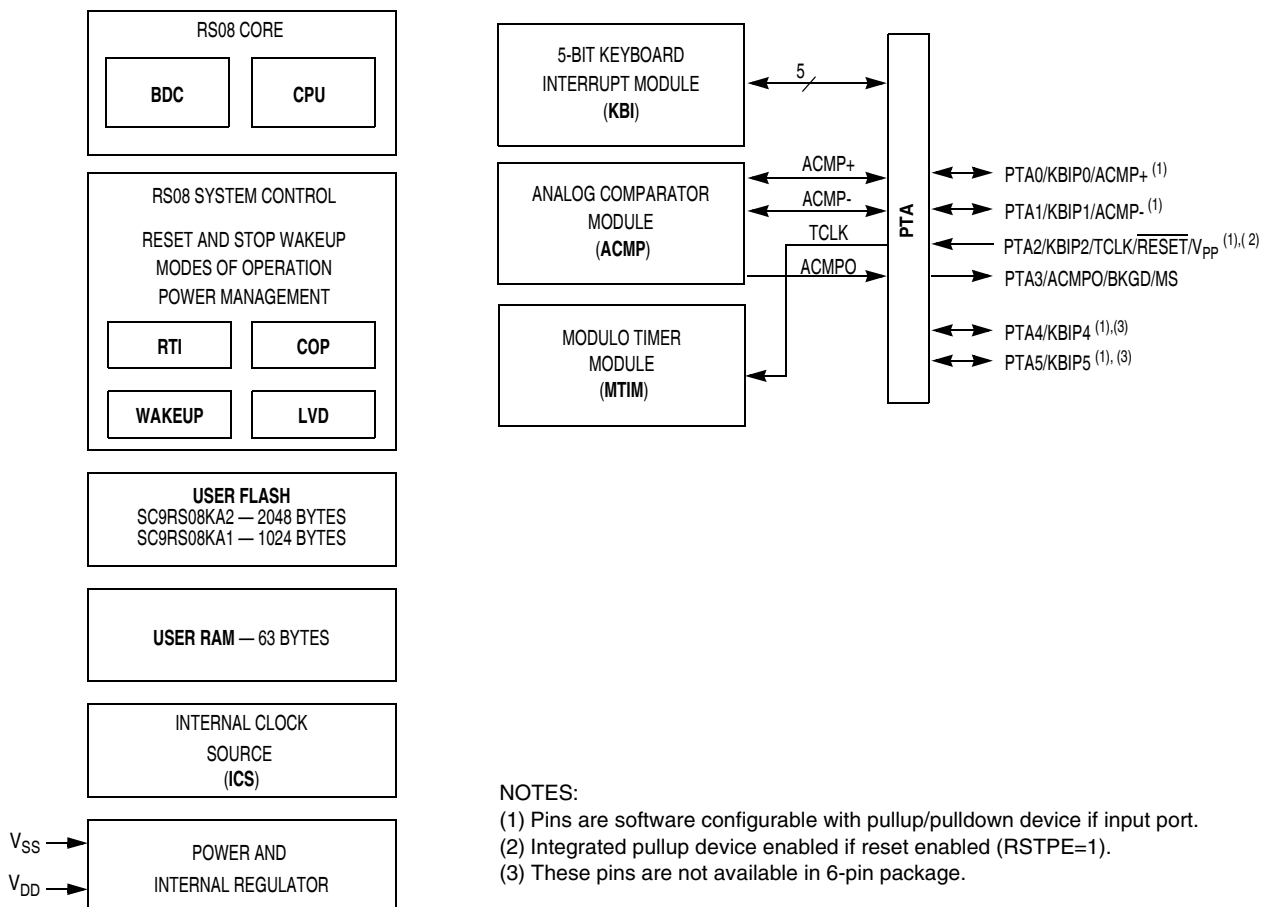 RS08 CORE
BDC
CPU
RS08 SYSTEM CONTROL
RESET AND STOP WAKEUP
MODES OF OPERATION
POWER MANAGEMENT
RTI
COP
WAKEUP
LVD
USER FLASH
SC9RS08KA2 — 2048 BYTES
SC9RS08KA1 — 1024 BYTES
USER RAM — 63 BYTES
INTERNAL CLOCK
SOURCE
(ICS)
VSS
VDD
POWER AND
INTERNAL REGULATOR
5-BIT KEYBOARD
INTERRUPT MODULE
(KBI)
5
ANALOG COMPARATOR
MODULE
(ACMP)
ACMP+
ACMP-
TCLK
ACMPO
MODULO TIMER
MODULE
(MTIM)
PTA
PTA0/KBIP0/ACMP+ (1)
PTA1/KBIP1/ACMP- (1)
PTA2/KBIP2/TCLK/RESET/VPP (1),( 2)
PTA3/ACMPO/BKGD/MS
PTA4/KBIP4 (1),(3)
PTA5/KBIP5 (1), (3)
NOTES:
(1) Pins are software configurable with pullup/pulldown device if input port.
(2) Integrated pullup device enabled if reset enabled (RSTPE=1).
(3) These pins are not available in 6-pin package.